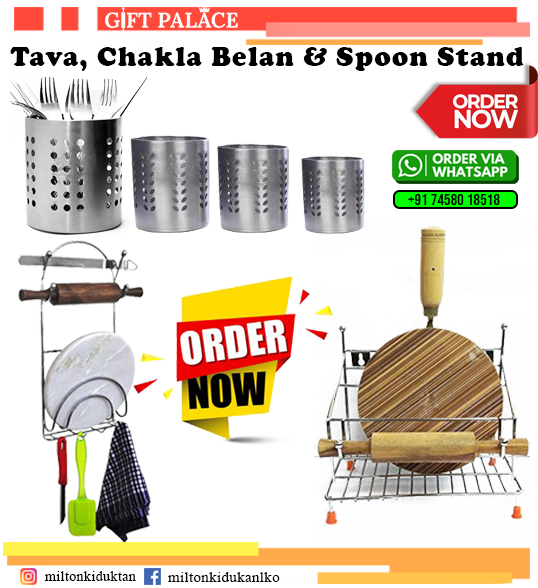 GIFT PALACE
Tava, Chakla Belan & Spoon Stand
ORDER
NOW
ORDER VIA
WHATSAPP
+91 74580 18518
ORDER
NOW
miltonkiduktan
miltonkidukanlko